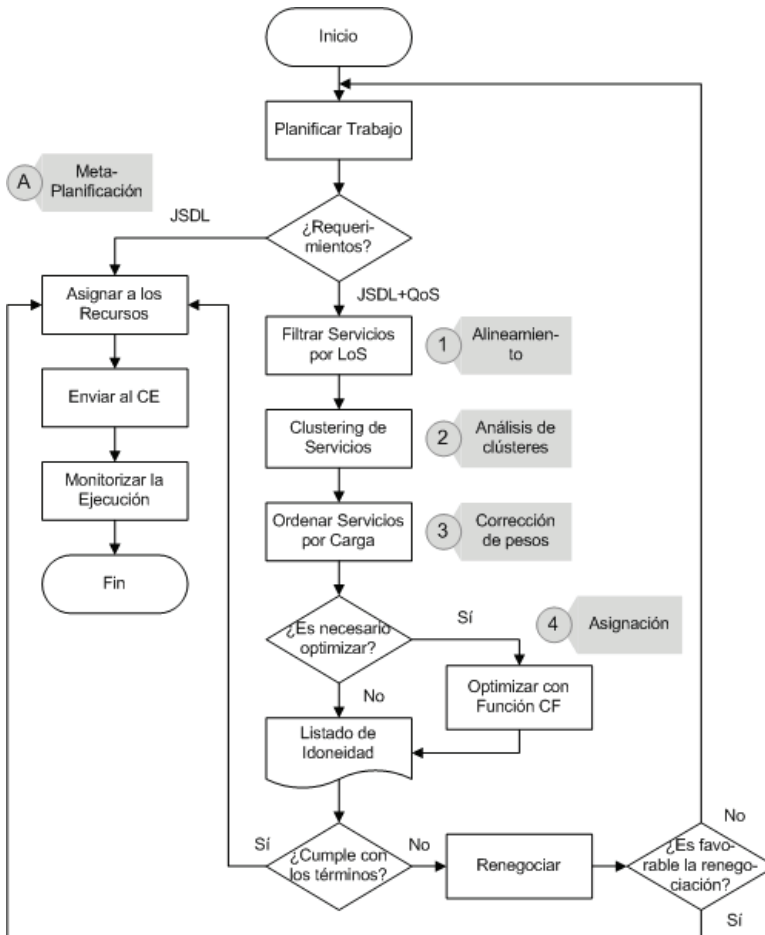 Inicio
Planificar Trabajo
A
Meta-
Planificación
JSDL
¿Requeri-
mientos?
Asignar a los
Recursos
JSDL+QoS
Filtrar Servicios
por LoS
1
Alineamien-
to
Enviar al CE
Clustering de
Servicios
2
Análisis de
clústeres
Monitorizar la
Ejecución
Ordenar Servicios
por Carga
3
Corrección
de pesos
Fin
¿Es necesario
optimizar?
Sí
4
Asignación
No
Optimizar con
Función CF
Listado de
Idoneidad
Sí
¿Cumple con
los términos?
No
Renegociar
No
¿Es favo-
rable la renego-
ciación?
Sí